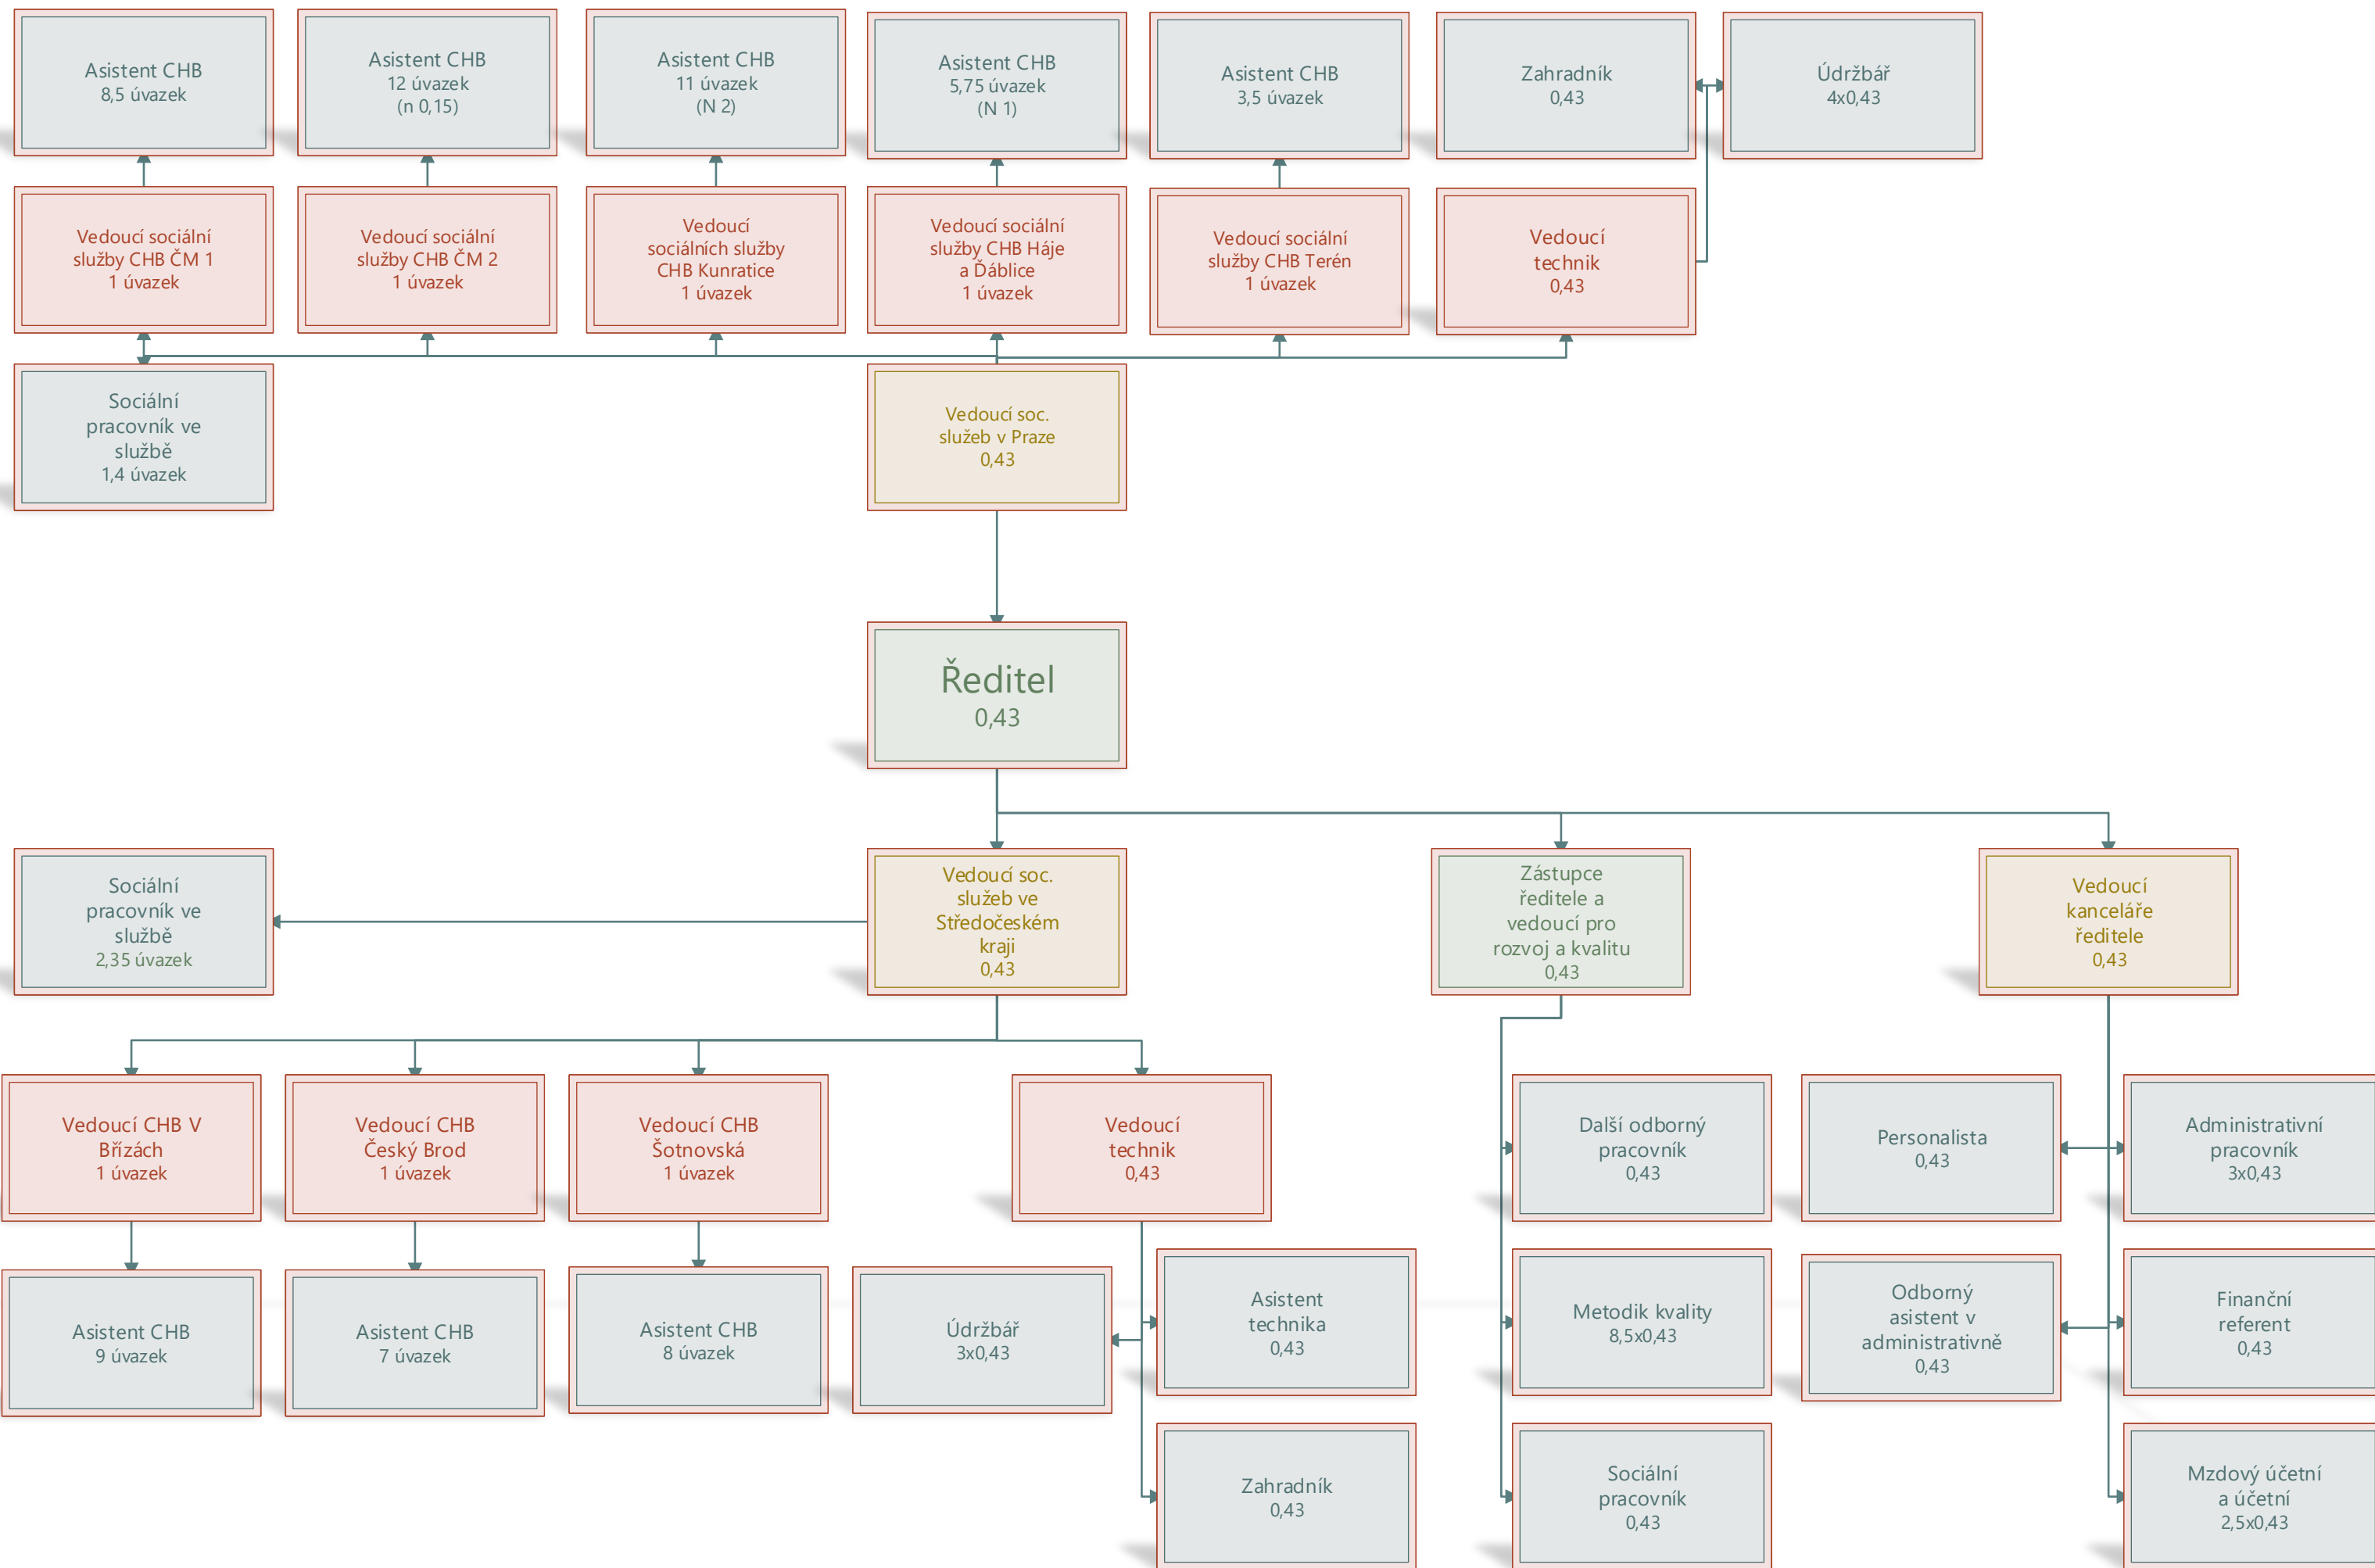 Asistent CHB
8,5 úvazek
Asistent CHB
12 úvazek
(n 0,15)
Asistent CHB
11 úvazek
(N 2)
Asistent CHB
5,75 úvazek
(N 1)
Asistent CHB
3,5 úvazek
Zahradník
0,43
Údržbář
4x0,43
Vedoucí sociální
služby CHB ČM 1
1 úvazek
Vedoucí sociální
služby CHB ČM 2
1 úvazek
Vedoucí
sociálních služby
CHB Kunratice
1 úvazek
Vedoucí sociální
služby CHB Háje
a Ďáblice
1 úvazek
Vedoucí sociální
služby CHB Terén
1 úvazek
Vedoucí
technik
0,43
Sociální
pracovník ve
službě
1,4 úvazek
Vedoucí soc.
služeb v Praze
0,43
Ředitel
0,43
Sociální
pracovník ve
službě
2,35 úvazek
Vedoucí soc.
služeb ve
Středočeském
kraji
0,43
Zástupce
ředitele a
vedoucí pro
rozvoj a kvalitu
0,43
Vedoucí
kanceláře
ředitele
0,43
Vedoucí CHB V
Břízách
1 úvazek
Vedoucí CHB
Český Brod
1 úvazek
Vedoucí CHB
Šotnovská
1 úvazek
Vedoucí
technik
0,43
Další odborný
pracovník
0,43
Personalista
0,43
Administrativní
pracovník
3x0,43
Asistent CHB
9 úvazek
Asistent CHB
7 úvazek
Asistent CHB
8 úvazek
Údržbář
3x0,43
Asistent
technika
0,43
Metodik kvality
8,5x0,43
Odborný
asistent v
administrativně
0,43
Finanční
referent
0,43
Zahradník
0,43
Sociální
pracovník
0,43
Mzdový účetní
a účetní
2,5x0,43